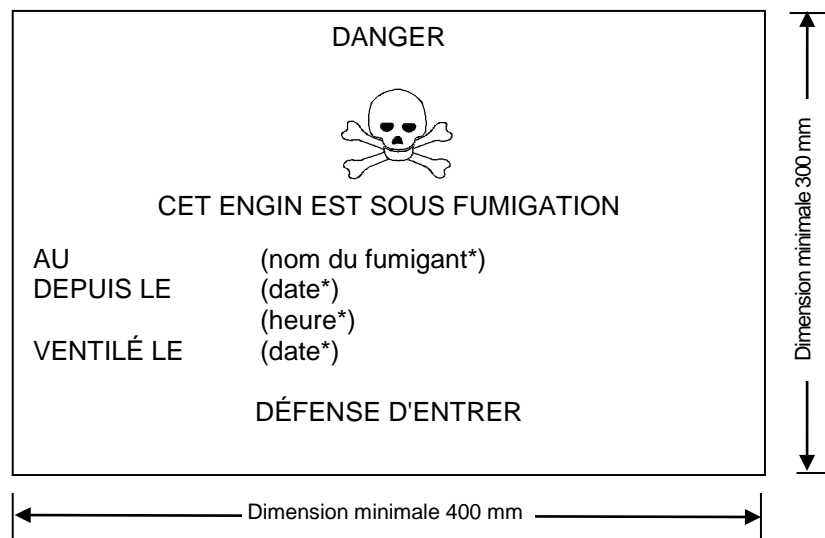 DANGER
CET ENGIN EST SOUS FUMIGATION
AU (nom du fumigant*)
DEPUIS LE (date*)
(heure*)
VENTILÉ LE (date*)
DÉFENSE D'ENTRER
Dimension minimale 300 mm
Dimension minimale 400 mm